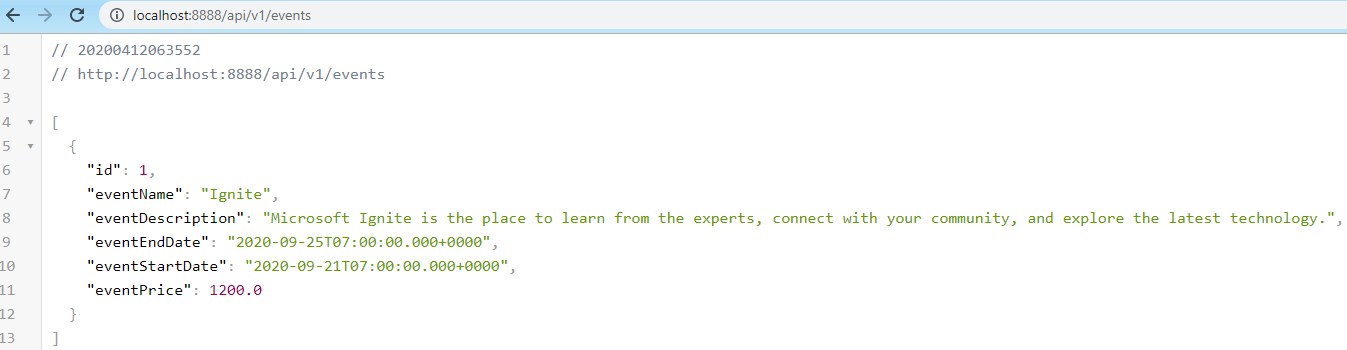 localhost:8888/api/v1/events
1 // 20200412063552
2 // http://localhost:8888/api/v1/events
3
4 [
5 {
6 "id": 1,
7 "eventName": "Ignite",
8 "eventDescription": "Microsoft Ignite is the place to learn from the experts, connect with your community, and explore the latest technology.",
9 "eventEndDate": "2020-09-25T07:00:00.000+0000",
10 "eventStartDate": "2020-09-21T07:00:00.000+0000",
11 "eventPrice": 1200.0
12 }
13 ]